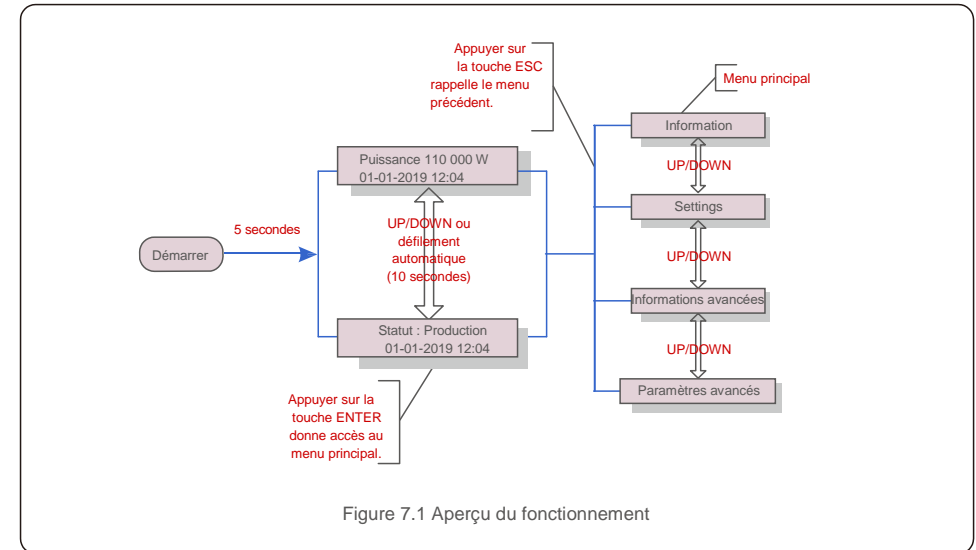 Démarrer
5 secondes
Puissance 110 000 W
01-01-2019 12:04
UP/DOWN ou
défilement
automatique
(10 secondes)
Statut : Production
01-01-2019 12:04
Appuyer sur la
touche ENTER
donne accès au
menu principal.
Appuyer sur
la touche ESC
rappelle le menu
précédent.
Menu principal
Information
UP/DOWN
Settings
UP/DOWN
Informations avancées
UP/DOWN
Paramètres avancés
Figure 7.1 Aperçu du fonctionnement